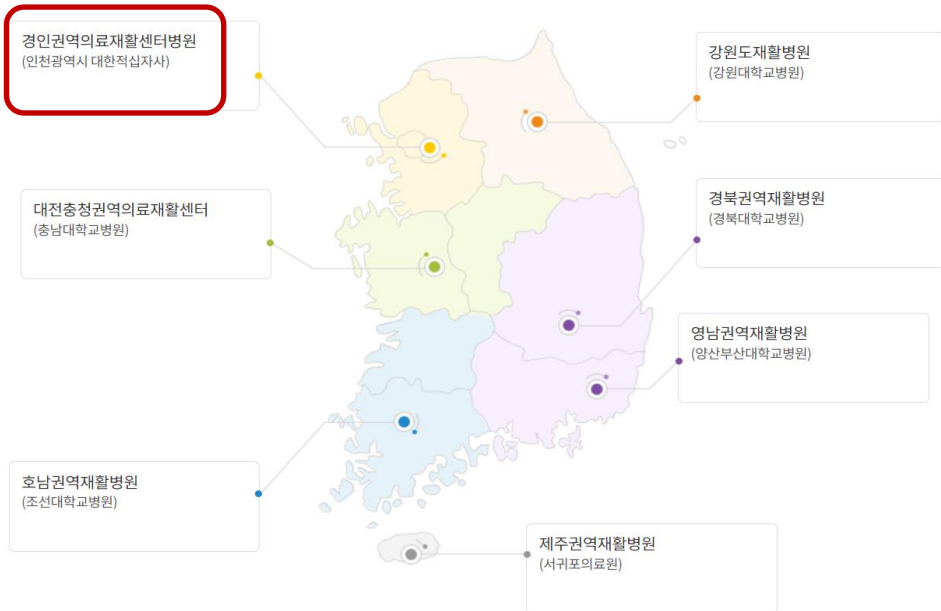 경인권역의료재활센터병원
(인천광역시 대한적십자사)
강원도재활병원
(강원대학교병원)
대전충청권역의료재활센터
(충남대학교병원)
경북권역재활병원
(경북대학교병원)
영남권역재활병원
(양산부산대학교병원)
호남권역재활병원
(조선대학교병원)
제주권역재활병원
(서귀포의료원)